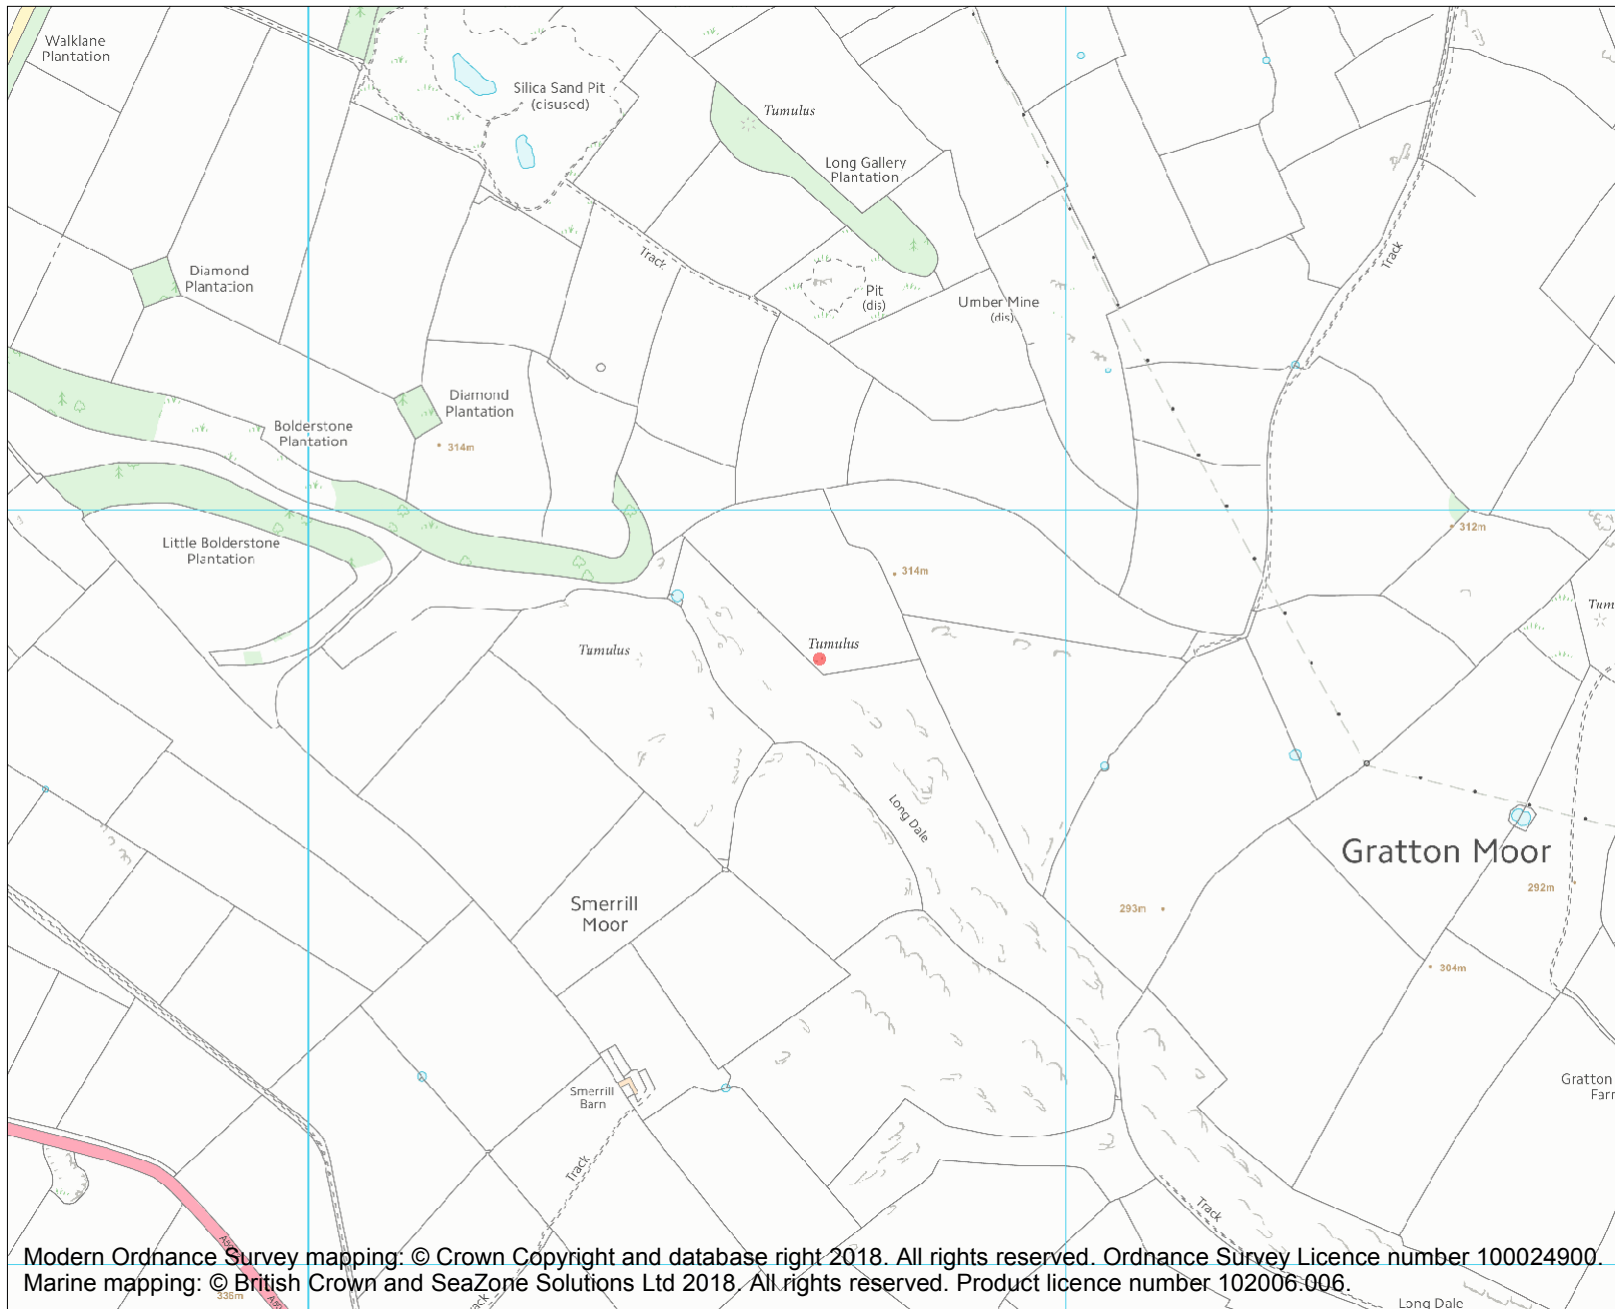 Walklane
Plantation
Silica Sand Pit
(cisused)
Tumulus
Long Gallery
Plantation
Track
Track
Diamond
Plantation
Pit
(dis)
Umber Mine
(dis)
Diamond
Plantation
Bolderstone
Plantation
314m
312m
Little Bolderstone
Plantation
314m
Tum
Tumulus
Tumulus
Long Dale
Gratton Moor
292m
Smerrill
Moor
293m
304m
Smerrill
Barn
Gratton
Farr
Track
Track
Modern Ordnance Survey mapping: © Crown Copyright and database right 2018. All rights reserved. Ordnance Survey Licence number 100024900.
Marine mapping: © British Crown and SeaZone Solutions Ltd 2018. All rights reserved. Product licence number 102006.006.
336m
Long Dale